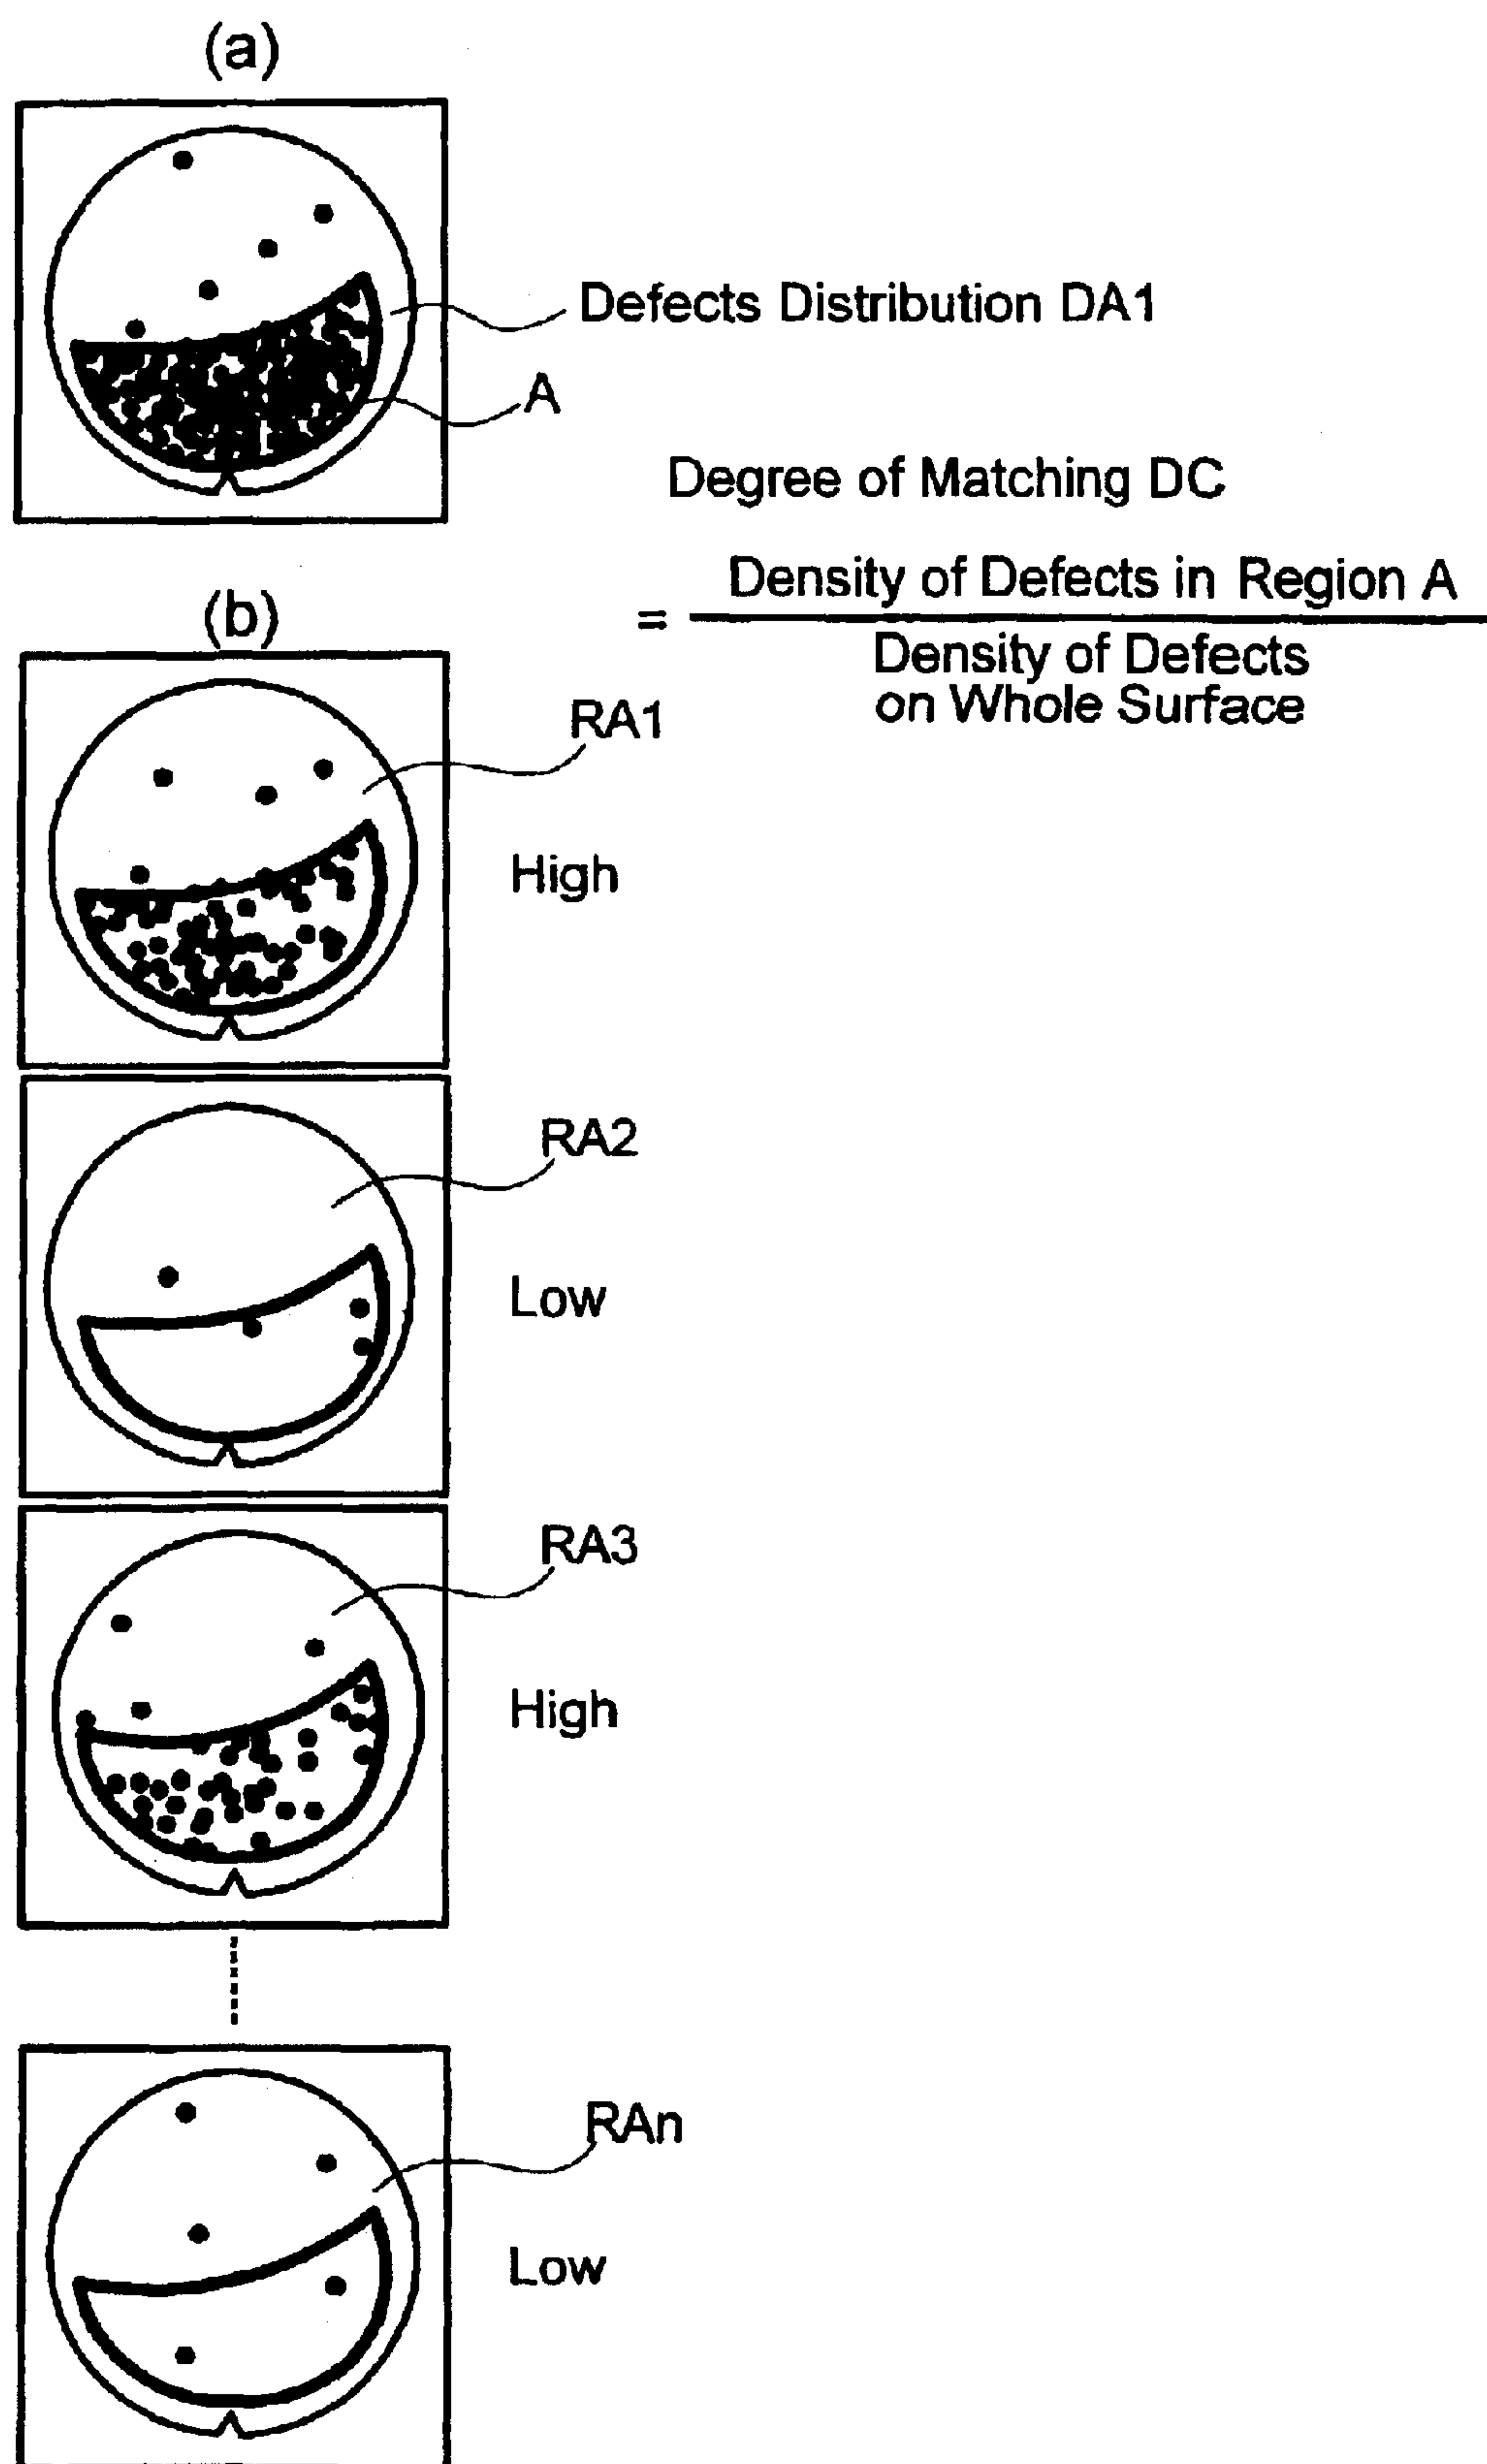 (a)
Defects Distribution DA1
A
Degree of Matching DC
= Density of Defects in Region A
Density of Defects
on Whole Surface
(b)
RA1
High
RA2
Low
RA3
High
RAn
Low